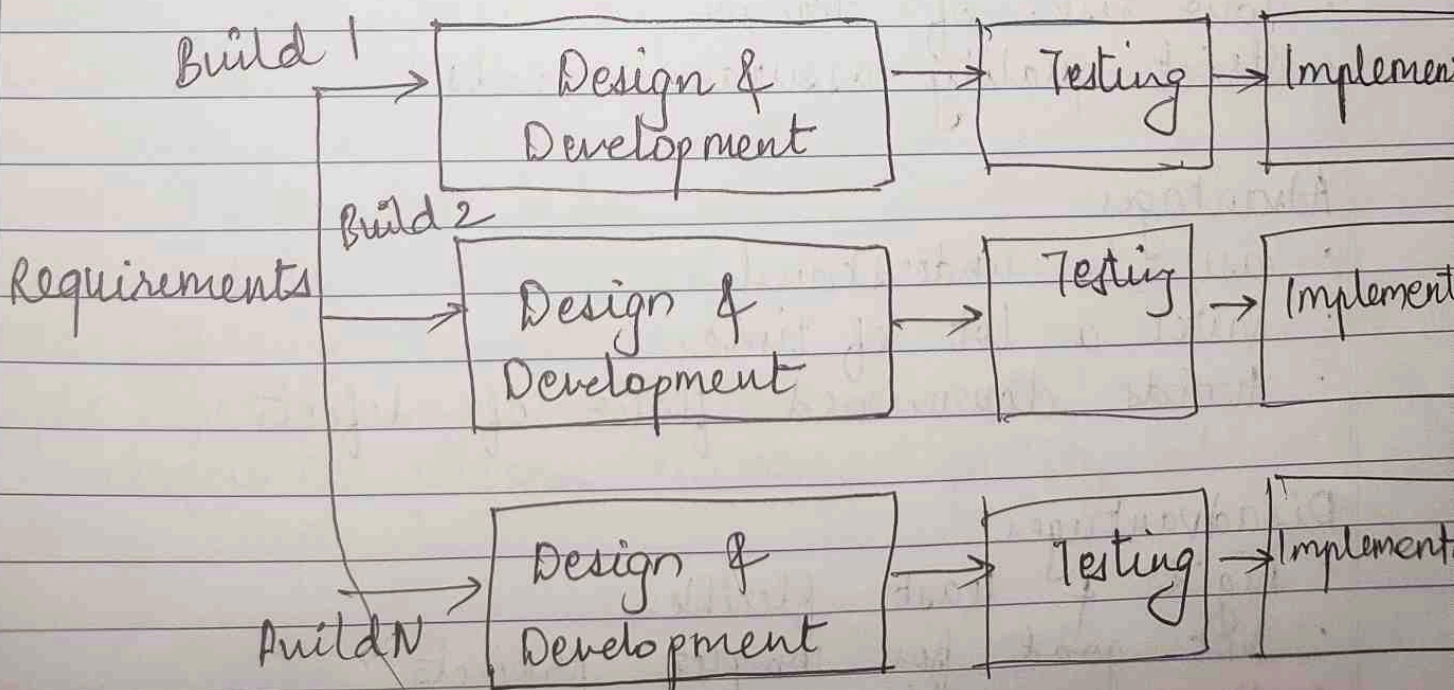 Build 1
Design &
Development
Testing
Implemen
Build 2
Requirements
Design &
Development
Testing
Implement
Design &
Development
Testing
Implement
BuildN